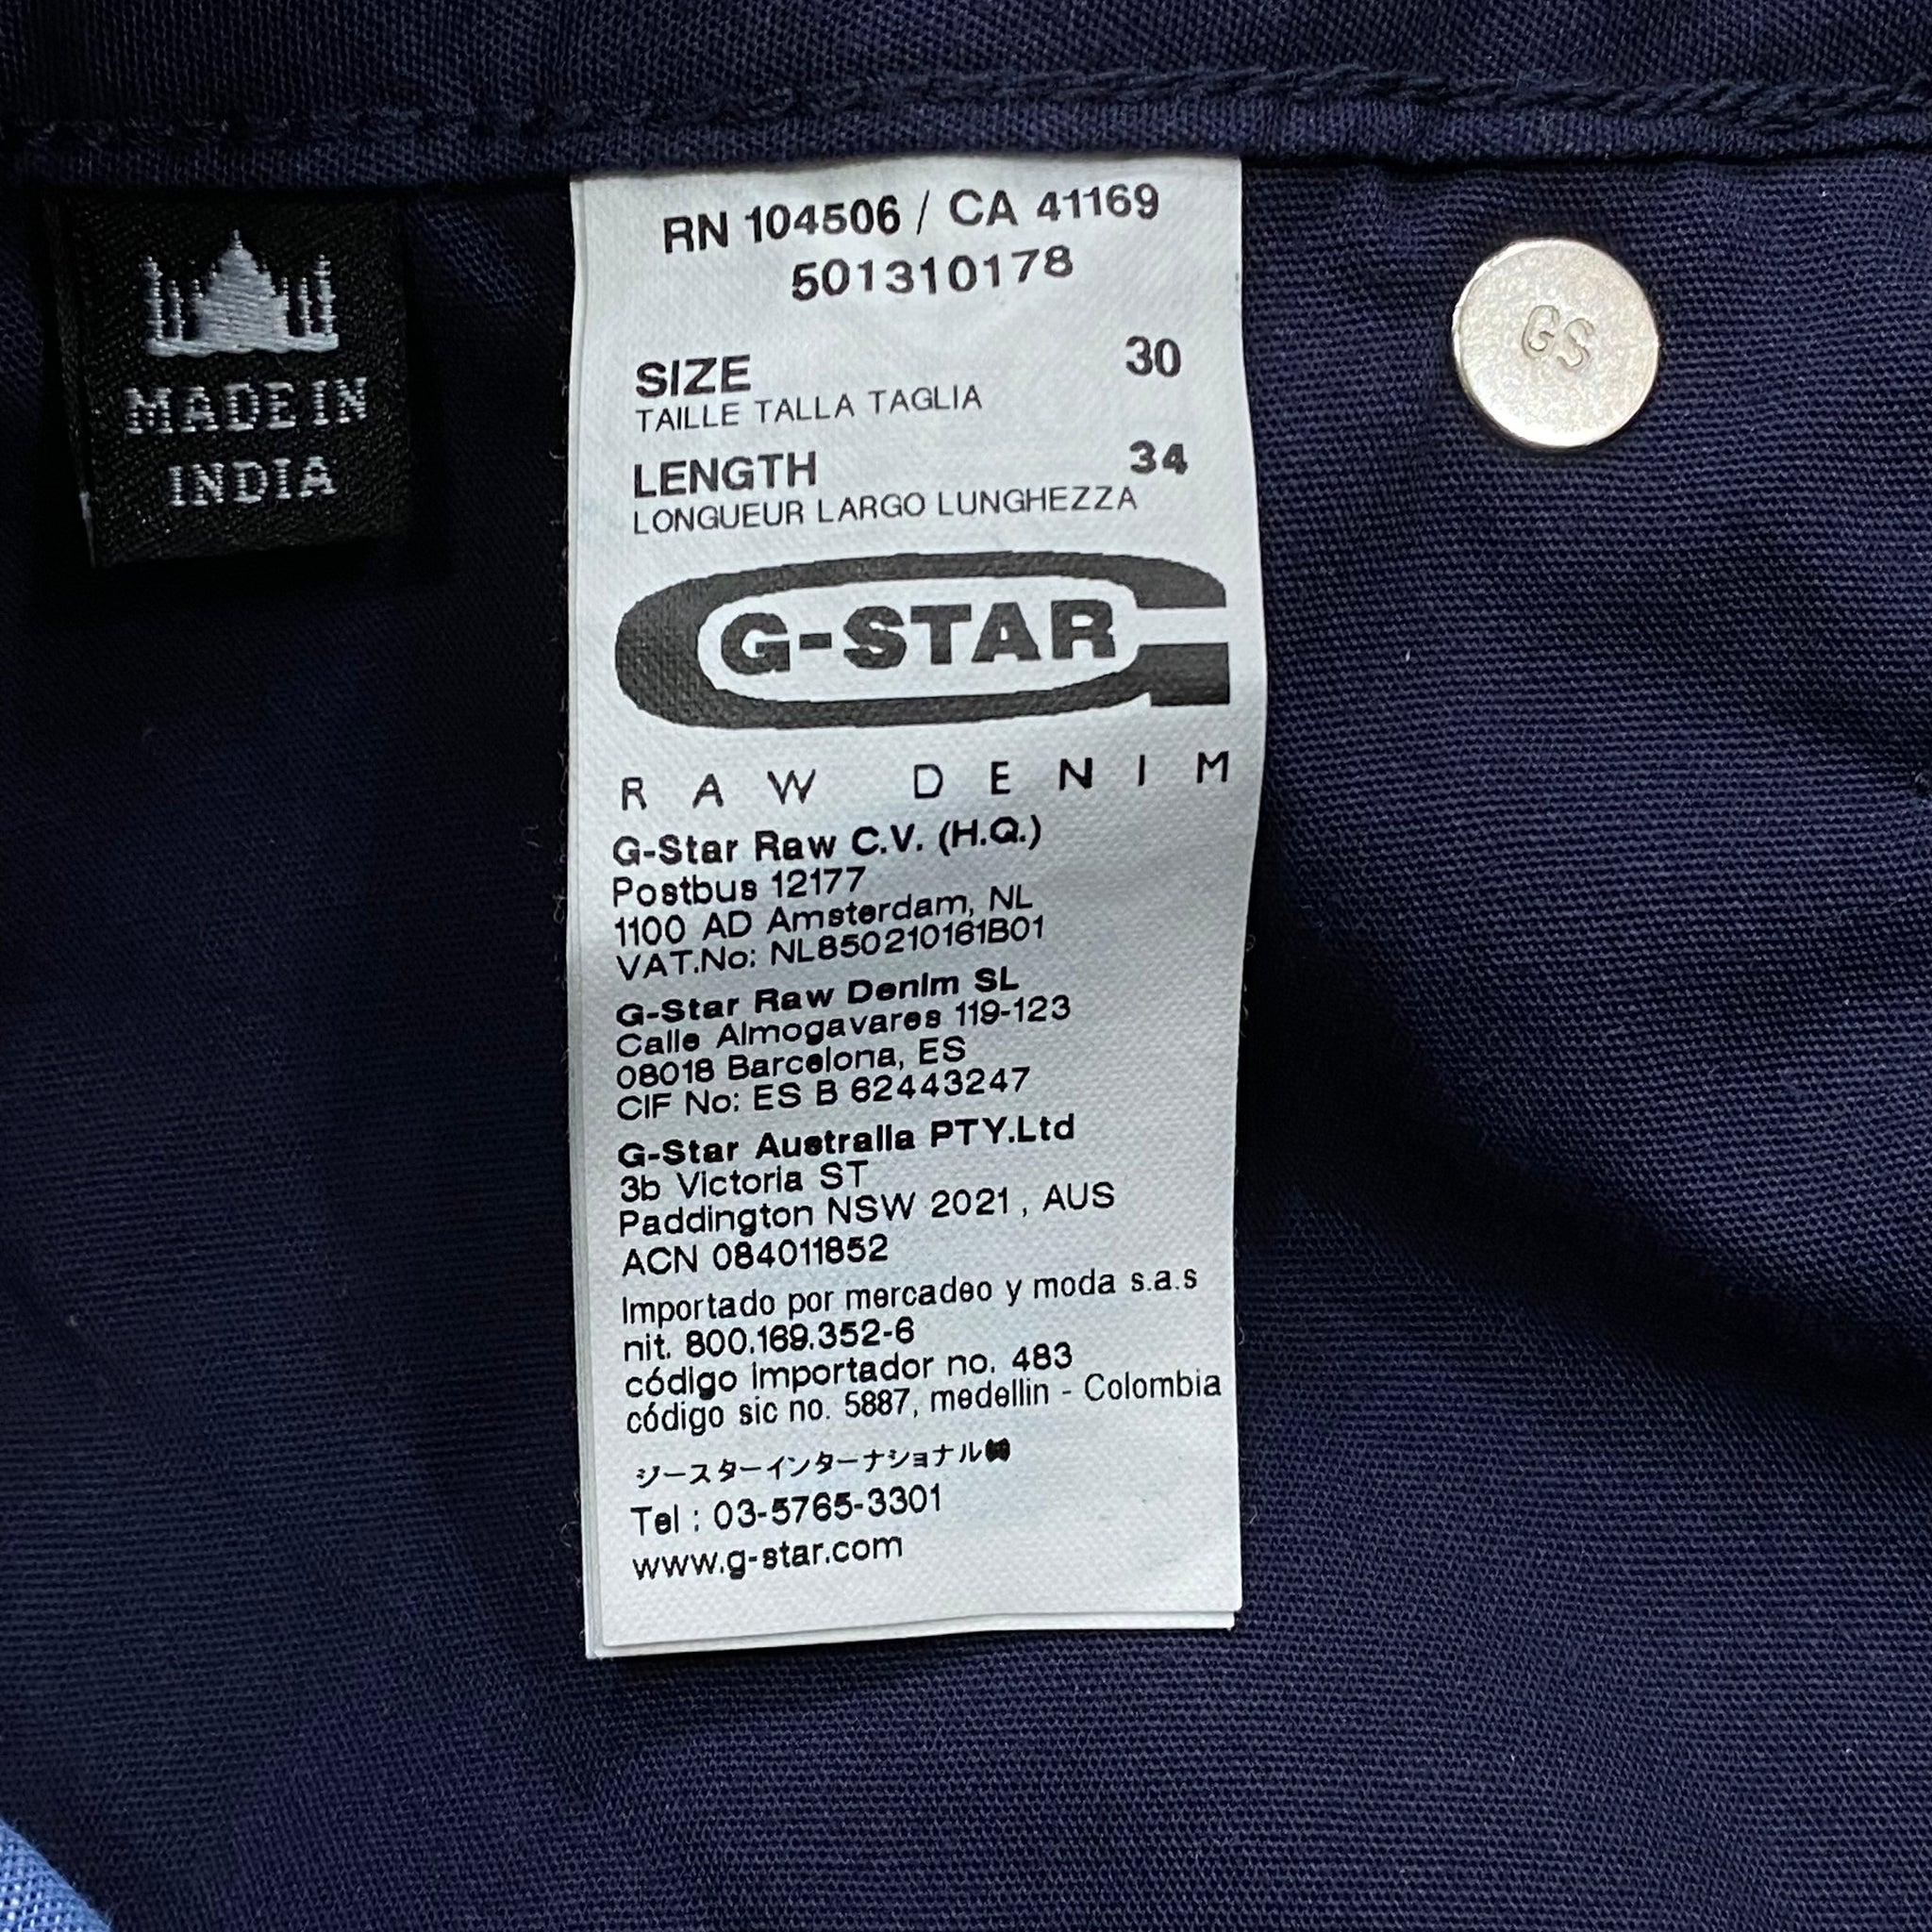 MADE IN
INDIA
RN 104506 / CA 41169
501310178
SIZE 30
TAILLE TALLA TAGLIA
LENGTH 34
LONGUEUR LARGO LUNGHEZZA
G-STAR
RAW DENIM
G-Star Raw C.V. (H.Q.)
Postbus 12177
1100 AD Amsterdam, NL
VAT.No: NL850210161B01
G-Star Raw Denim SL
Calle Almogavares 119-123
08018 Barcelona, ES
CIF No: ES B 62443247
G-Star Australia PTY.Ltd
3b Victoria ST
Paddington NSW 2021, AUS
ACN 084011852
Importado por mercadeo y moda s.a.s
nit. 800.169.352-6
código importador no. 483
código sic no. 5887, medellin - Colombia
ジースターインターナショナル
Tel : 03-5765-3301
www.g-star.com
GS